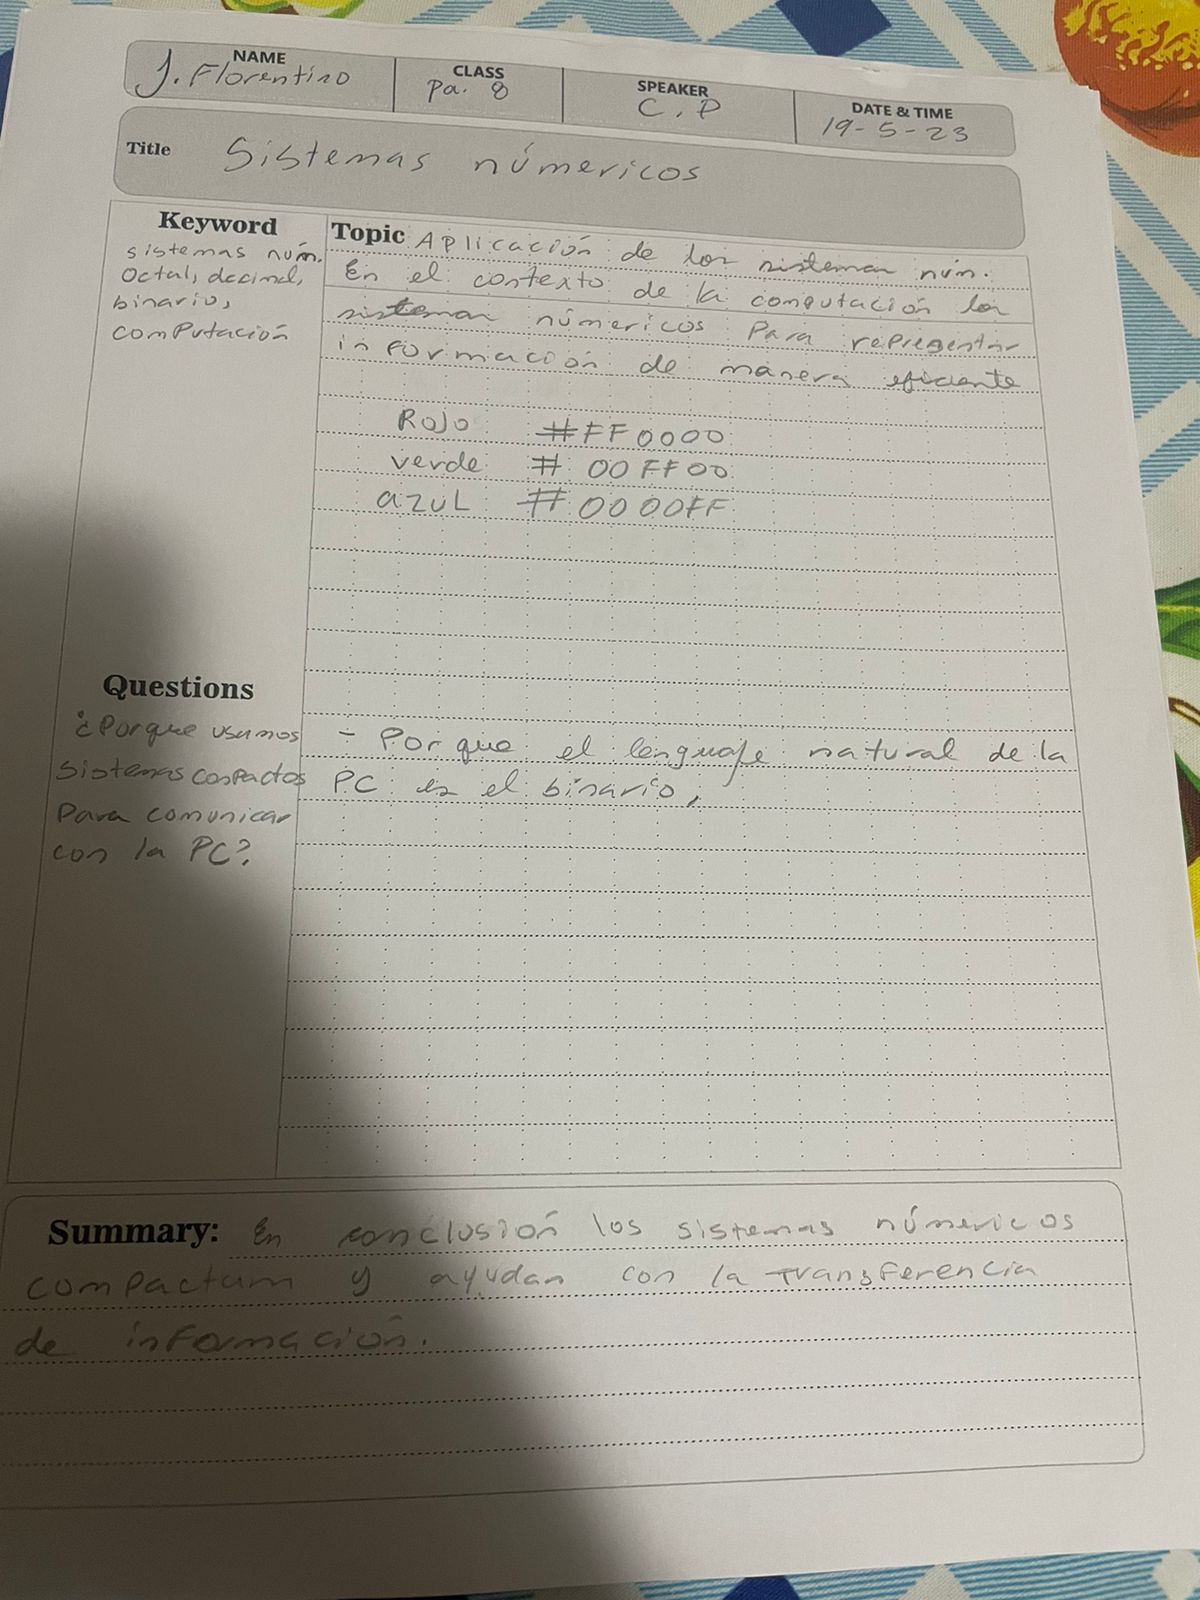 NAME
J. Florentino
CLASS
Pa. 8
SPEAKER
C.P
DATE & TIME
19-5-23
Title Sistemas númericos
Keyword
sistemas núm.
Octal, decimal,
binario,
computación
Topic Aplicación de los sistemas núm.
En el contexto de la computación los
sistemas númericos Para representar
información de manera eficiente
ROJO #FF0000
verde #00FF00
azul #0000FF
Questions
¿Porque usamos
sistemas compactos
Para comunicar
con la PC?
- Porque el lenguaje natural de la
PC es el binario,
Summary: En conclusión los sistemas númericos
compactam y ayudan con la transferencia
de información.